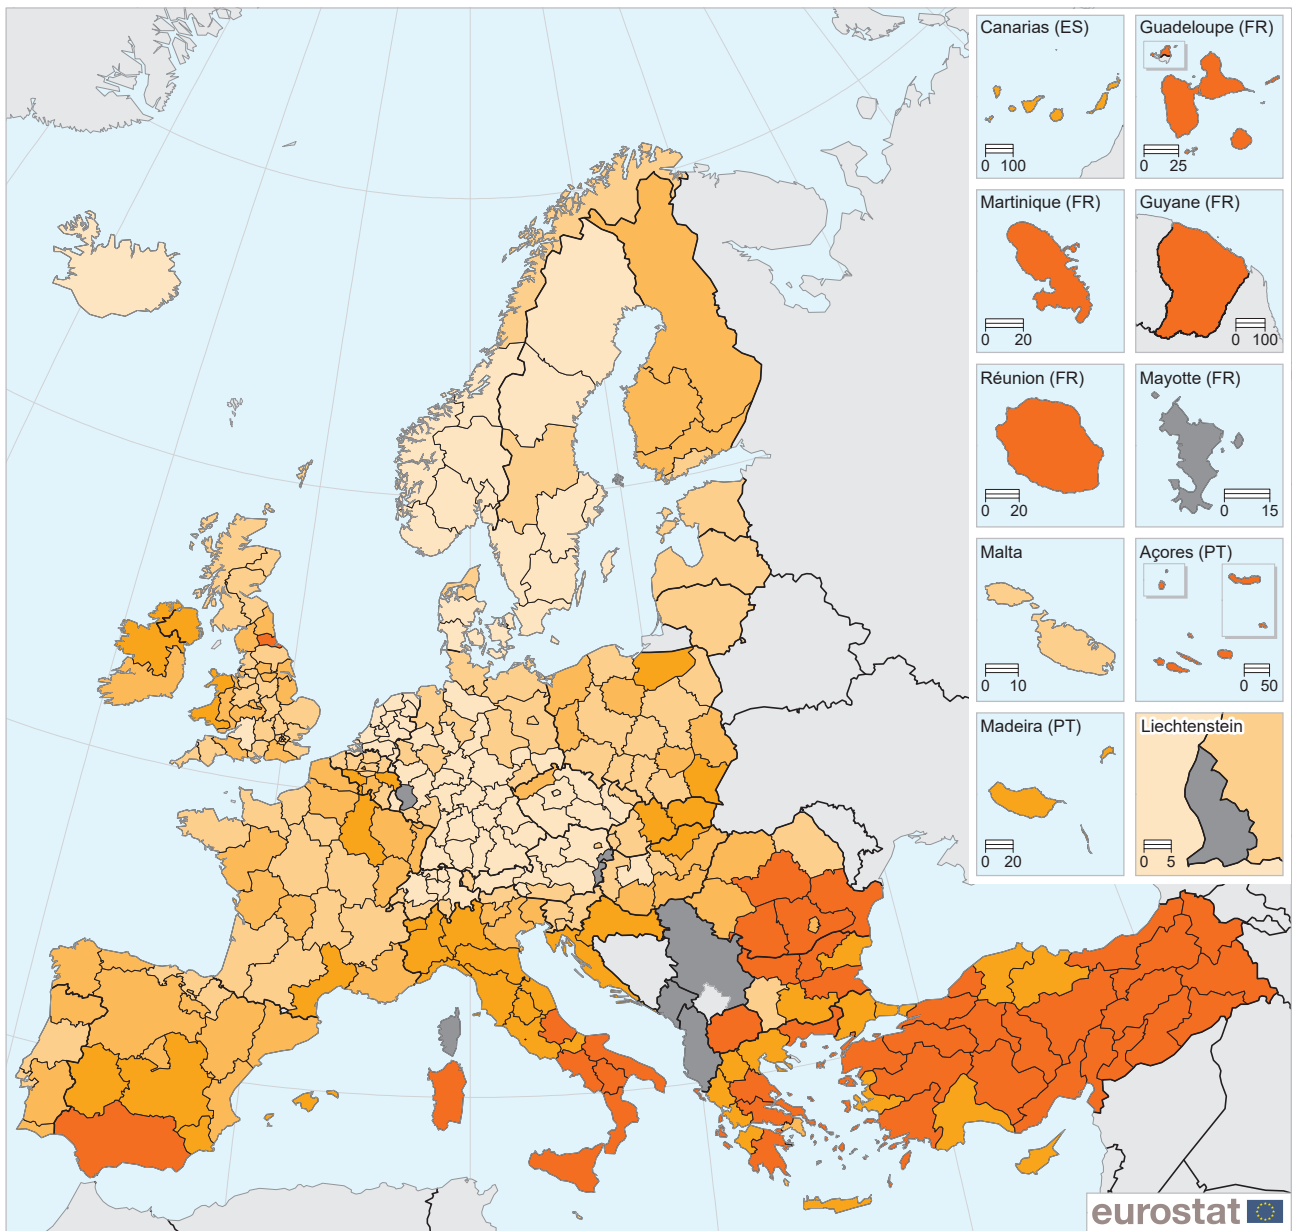 Canarias (ES)
0 100
Guadeloupe (FR)
0 25
Martinique (FR)
0 20
Guyane (FR)
0 100
Réunion (FR)
0 20
Mayotte (FR)
0 15
Malta
0 10
Açores (PT)
0 50
Madeira (PT)
0 20
Liechtenstein
0 5
eurostat